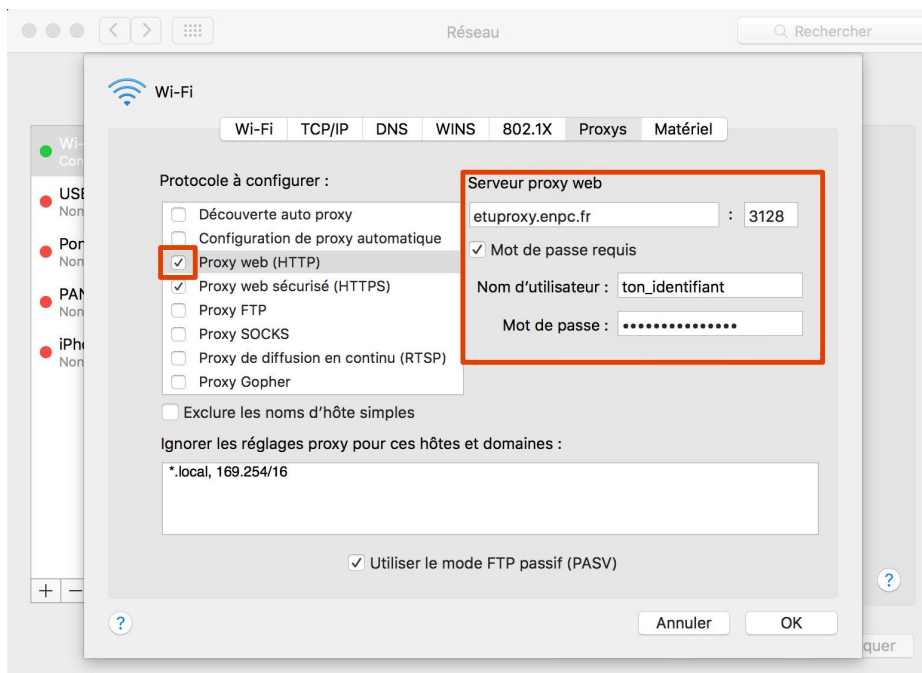 Réseau
Rechercher
Wi-Fi
Wi-Fi TCP/IP DNS WINS 802.1X Proxys Matériel
Protocole à configurer :
Découverte auto proxy
Configuration de proxy automatique
Proxy web (HTTP)
Proxy web sécurisé (HTTPS)
Proxy FTP
Proxy SOCKS
Proxy de diffusion en continu (RTSP)
Proxy Gopher
Serveur proxy web
etuproxy.enpc.fr : 3128
Mot de passe requis
Nom d’utilisateur : ton_identifiant
Mot de passe : •••••••••••••••
Exclure les noms d’hôte simples
Ignorer les réglages proxy pour ces hôtes et domaines :
*.local, 169.254/16
Utiliser le mode FTP passif (PASV)
+ −
?
?
Annuler OK